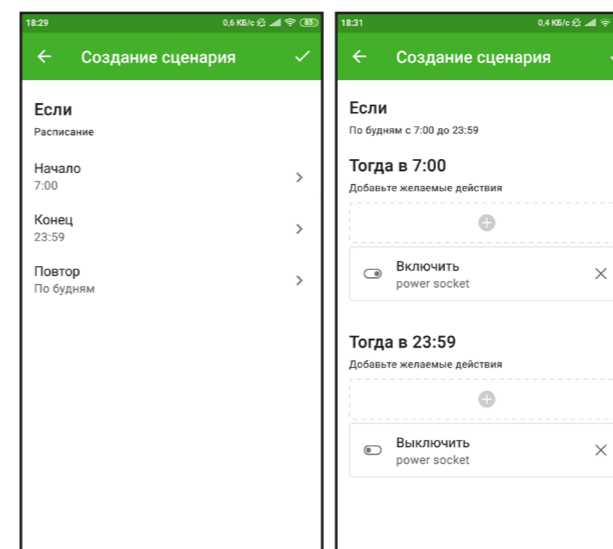 18:29
0,6 КБ/с
83
Создание сценария
Если
Расписание
Начало
7:00
Конец
23:59
Повтор
По будням
18:31
0,4 КБ/с
Создание сценария
Если
По будням с 7:00 до 23:59
Тогда в 7:00
Добавьте желаемые действия
Включить
power socket
Тогда в 23:59
Добавьте желаемые действия
Выключить
power socket